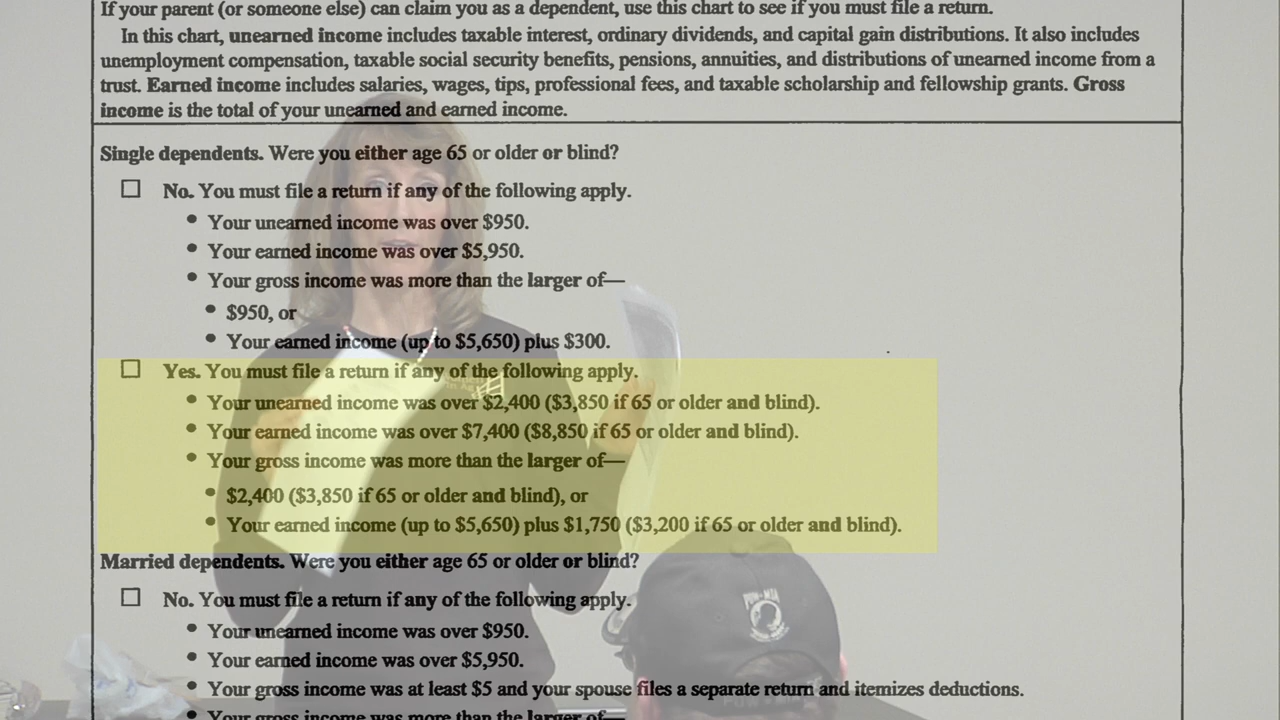 If your parent (or someone else) can claim you as a dependent, use this chart to see if you must file a return.
In this chart, unearned income includes taxable interest, ordinary dividends, and capital gain distributions. It also includes
unemployment compensation, taxable social security benefits, pensions, annuities, and distributions of unearned income from a
trust. Earned income includes salaries, wages, tips, professional fees, and taxable scholarship and fellowship grants. Gross
income is the total of your unearned and earned income.
Single dependents. Were you either age 65 or older or blind?
☐ No. You must file a return if any of the following apply.
• Your unearned income was over $950.
• Your earned income was over $5,950.
• Your gross income was more than the larger of—
• $950, or
• Your earned income (up to $5,650) plus $300.
☐ Yes. You must file a return if any of the following apply.
• Your unearned income was over $2,400 ($3,850 if 65 or older and blind).
• Your earned income was over $7,400 ($8,850 if 65 or older and blind).
• Your gross income was more than the larger of—
• $2,400 ($3,850 if 65 or older and blind), or
• Your earned income (up to $5,650) plus $1,750 ($3,200 if 65 or older and blind).
Married dependents. Were you either age 65 or older or blind?
☐ No. You must file a return if any of the following apply.
• Your unearned income was over $950.
• Your earned income was over $5,950.
• Your gross income was at least $5 and your spouse files a separate return and itemizes deductions.
• Your gross income was more than the larger of—
POW★MIA